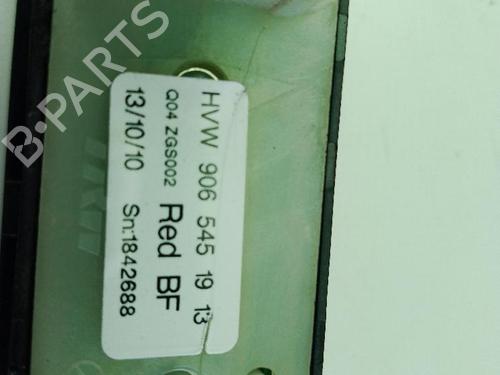 HVW 906 545 19 13
Q04 ZGS002 Red BF
13/10/10 Sn:1842688
B-PARTS